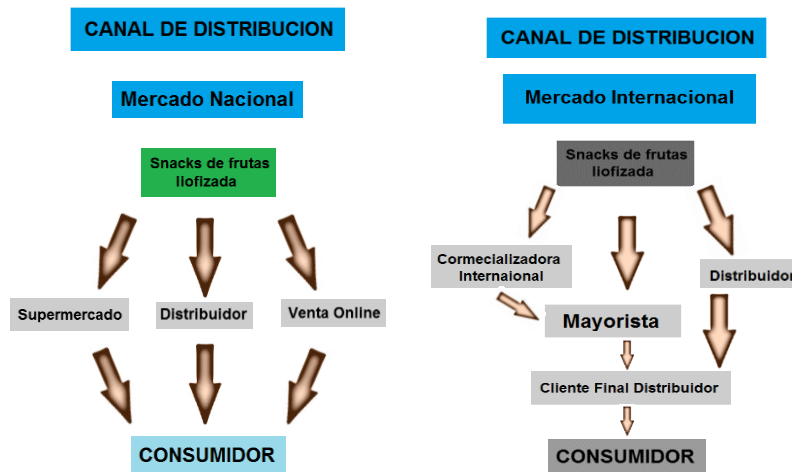 CANAL DE DISTRIBUCION
Mercado Nacional
Snacks de frutas
liofizada
Supermercado
Distribuidor
Venta Online
CONSUMIDOR
CANAL DE DISTRIBUCION
Mercado Internacional
Snacks de frutas
liofizada
Cormecializadora
Internaional
Distribuidor
Mayorista
Cliente Final Distribuidor
CONSUMIDOR